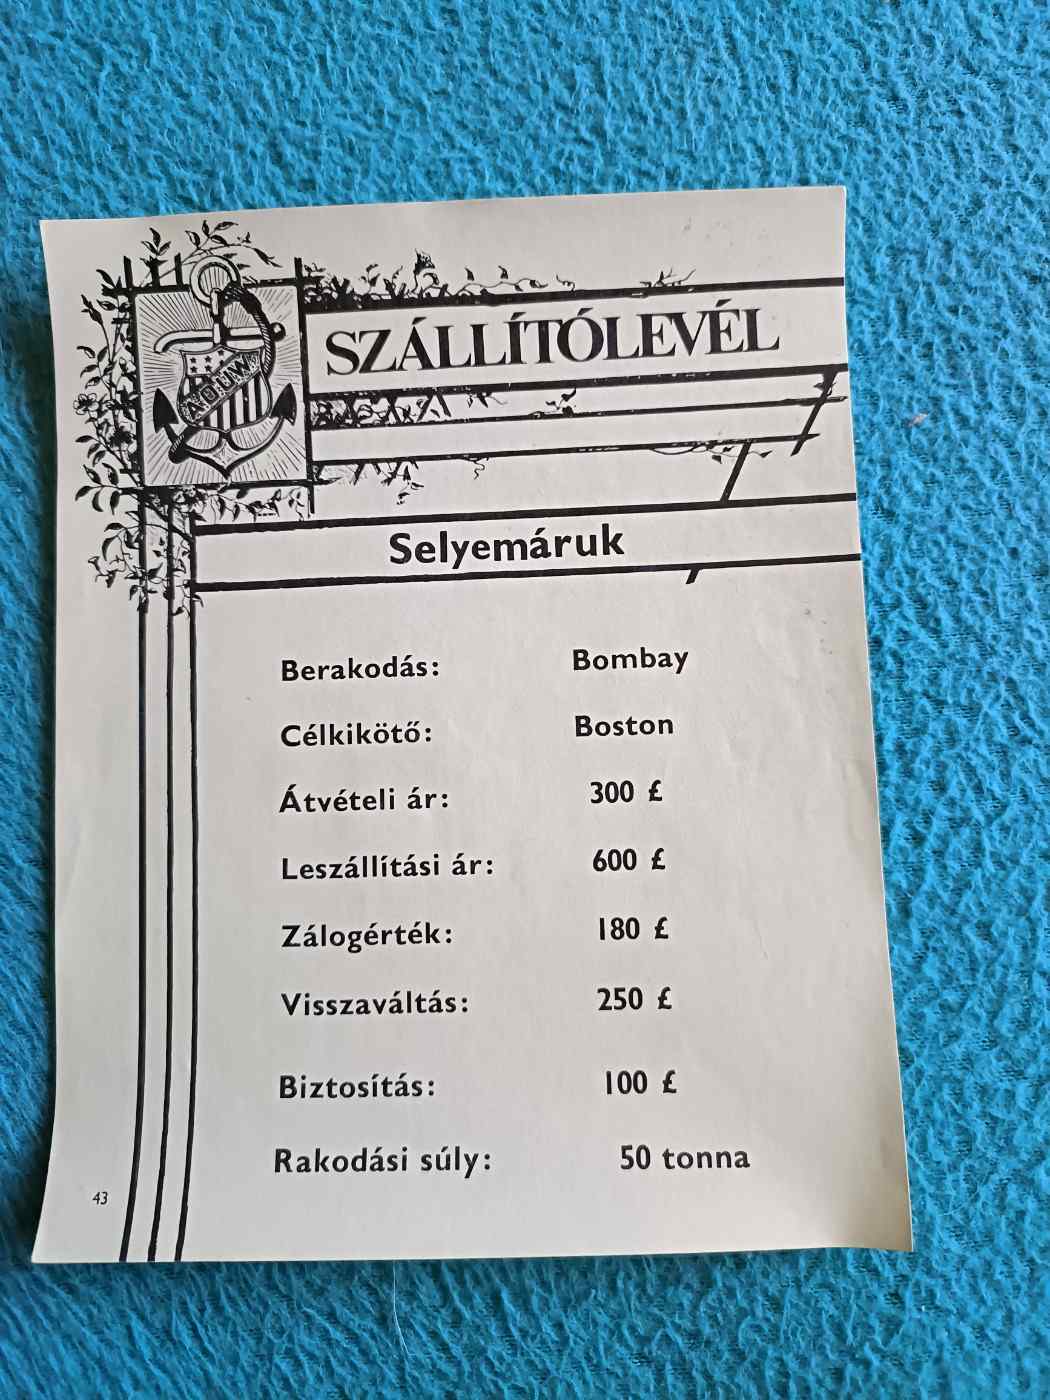 A.O.U.W.
SZÁLLÍTÓLEVÉL
Selyemáruk
Berakodás: Bombay
Célkikötő: Boston
Átvételi ár: 300 £
Leszállítási ár: 600 £
Zálogérték: 180 £
Visszaváltás: 250 £
Biztosítás: 100 £
Rakodási súly: 50 tonna
43